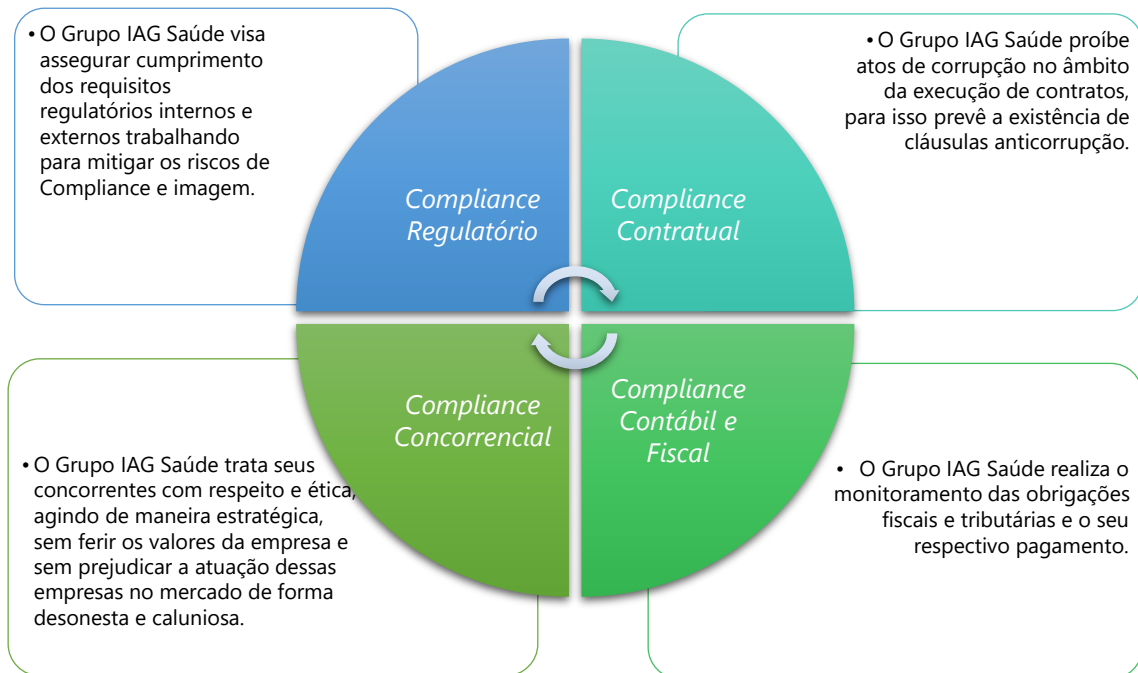 • O Grupo IAG Saúde visa
assegurar cumprimento
dos requisitos
regulatórios internos e
externos trabalhando
para mitigar os riscos de
Compliance e imagem.
• O Grupo IAG Saúde proíbe
atos de corrupção no âmbito
da execução de contratos,
para isso prevê a existência de
cláusulas anticorrupção.
Compliance
Regulatório
Compliance
Contratual
Compliance
Concorrencial
Compliance
Contábil e
Fiscal
• O Grupo IAG Saúde trata seus
concorrentes com respeito e ética,
agindo de maneira estratégica,
sem ferir os valores da empresa e
sem prejudicar a atuação dessas
empresas no mercado de forma
desonesta e caluniosa.
• O Grupo IAG Saúde realiza o
monitoramento das obrigações
fiscais e tributárias e o seu
respectivo pagamento.